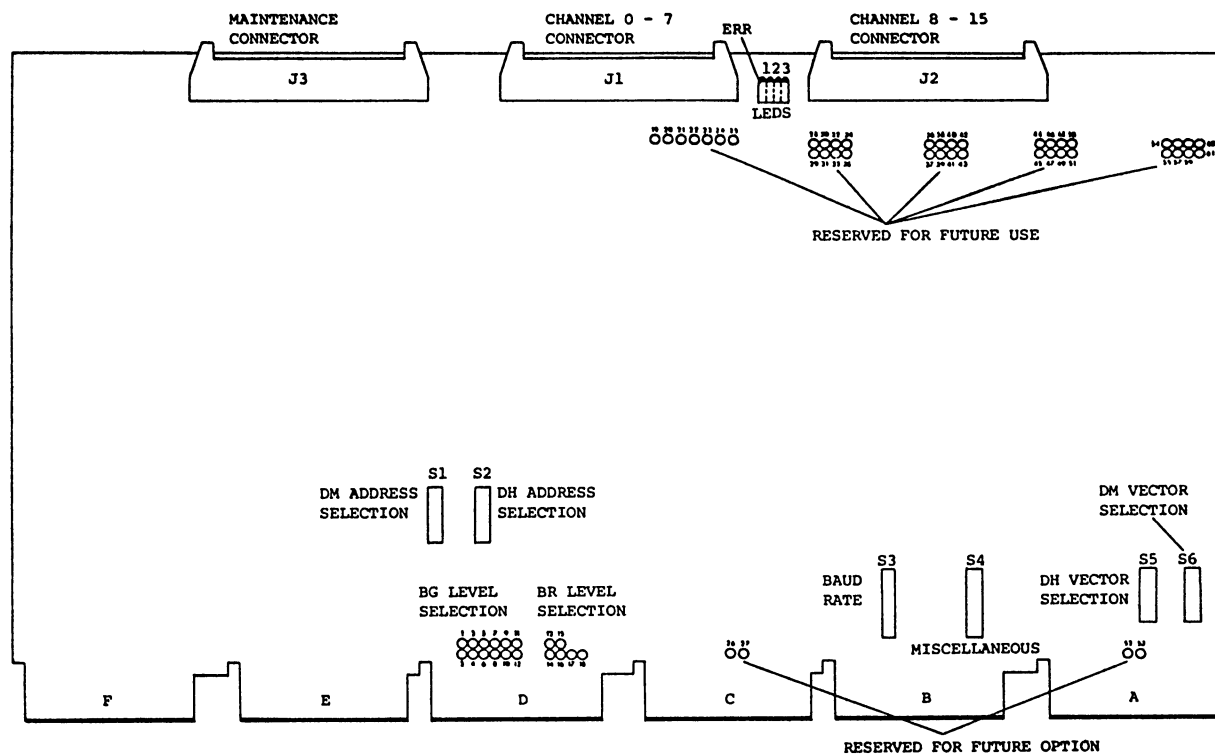 MAINTENANCE
CONNECTOR
CHANNEL 0 - 7
CONNECTOR
ERR
CHANNEL 8 - 15
CONNECTOR
J3
J1
123
J2
LEDS
RESERVED FOR FUTURE USE
S1
S2
DM ADDRESS
SELECTION
DH ADDRESS
SELECTION
DM VECTOR
SELECTION
S3
S4
S5
S6
BAUD
RATE
DH VECTOR
SELECTION
BG LEVEL
SELECTION
BR LEVEL
SELECTION
MISCELLANEOUS
F
E
D
C
B
A
RESERVED FOR FUTURE OPTION